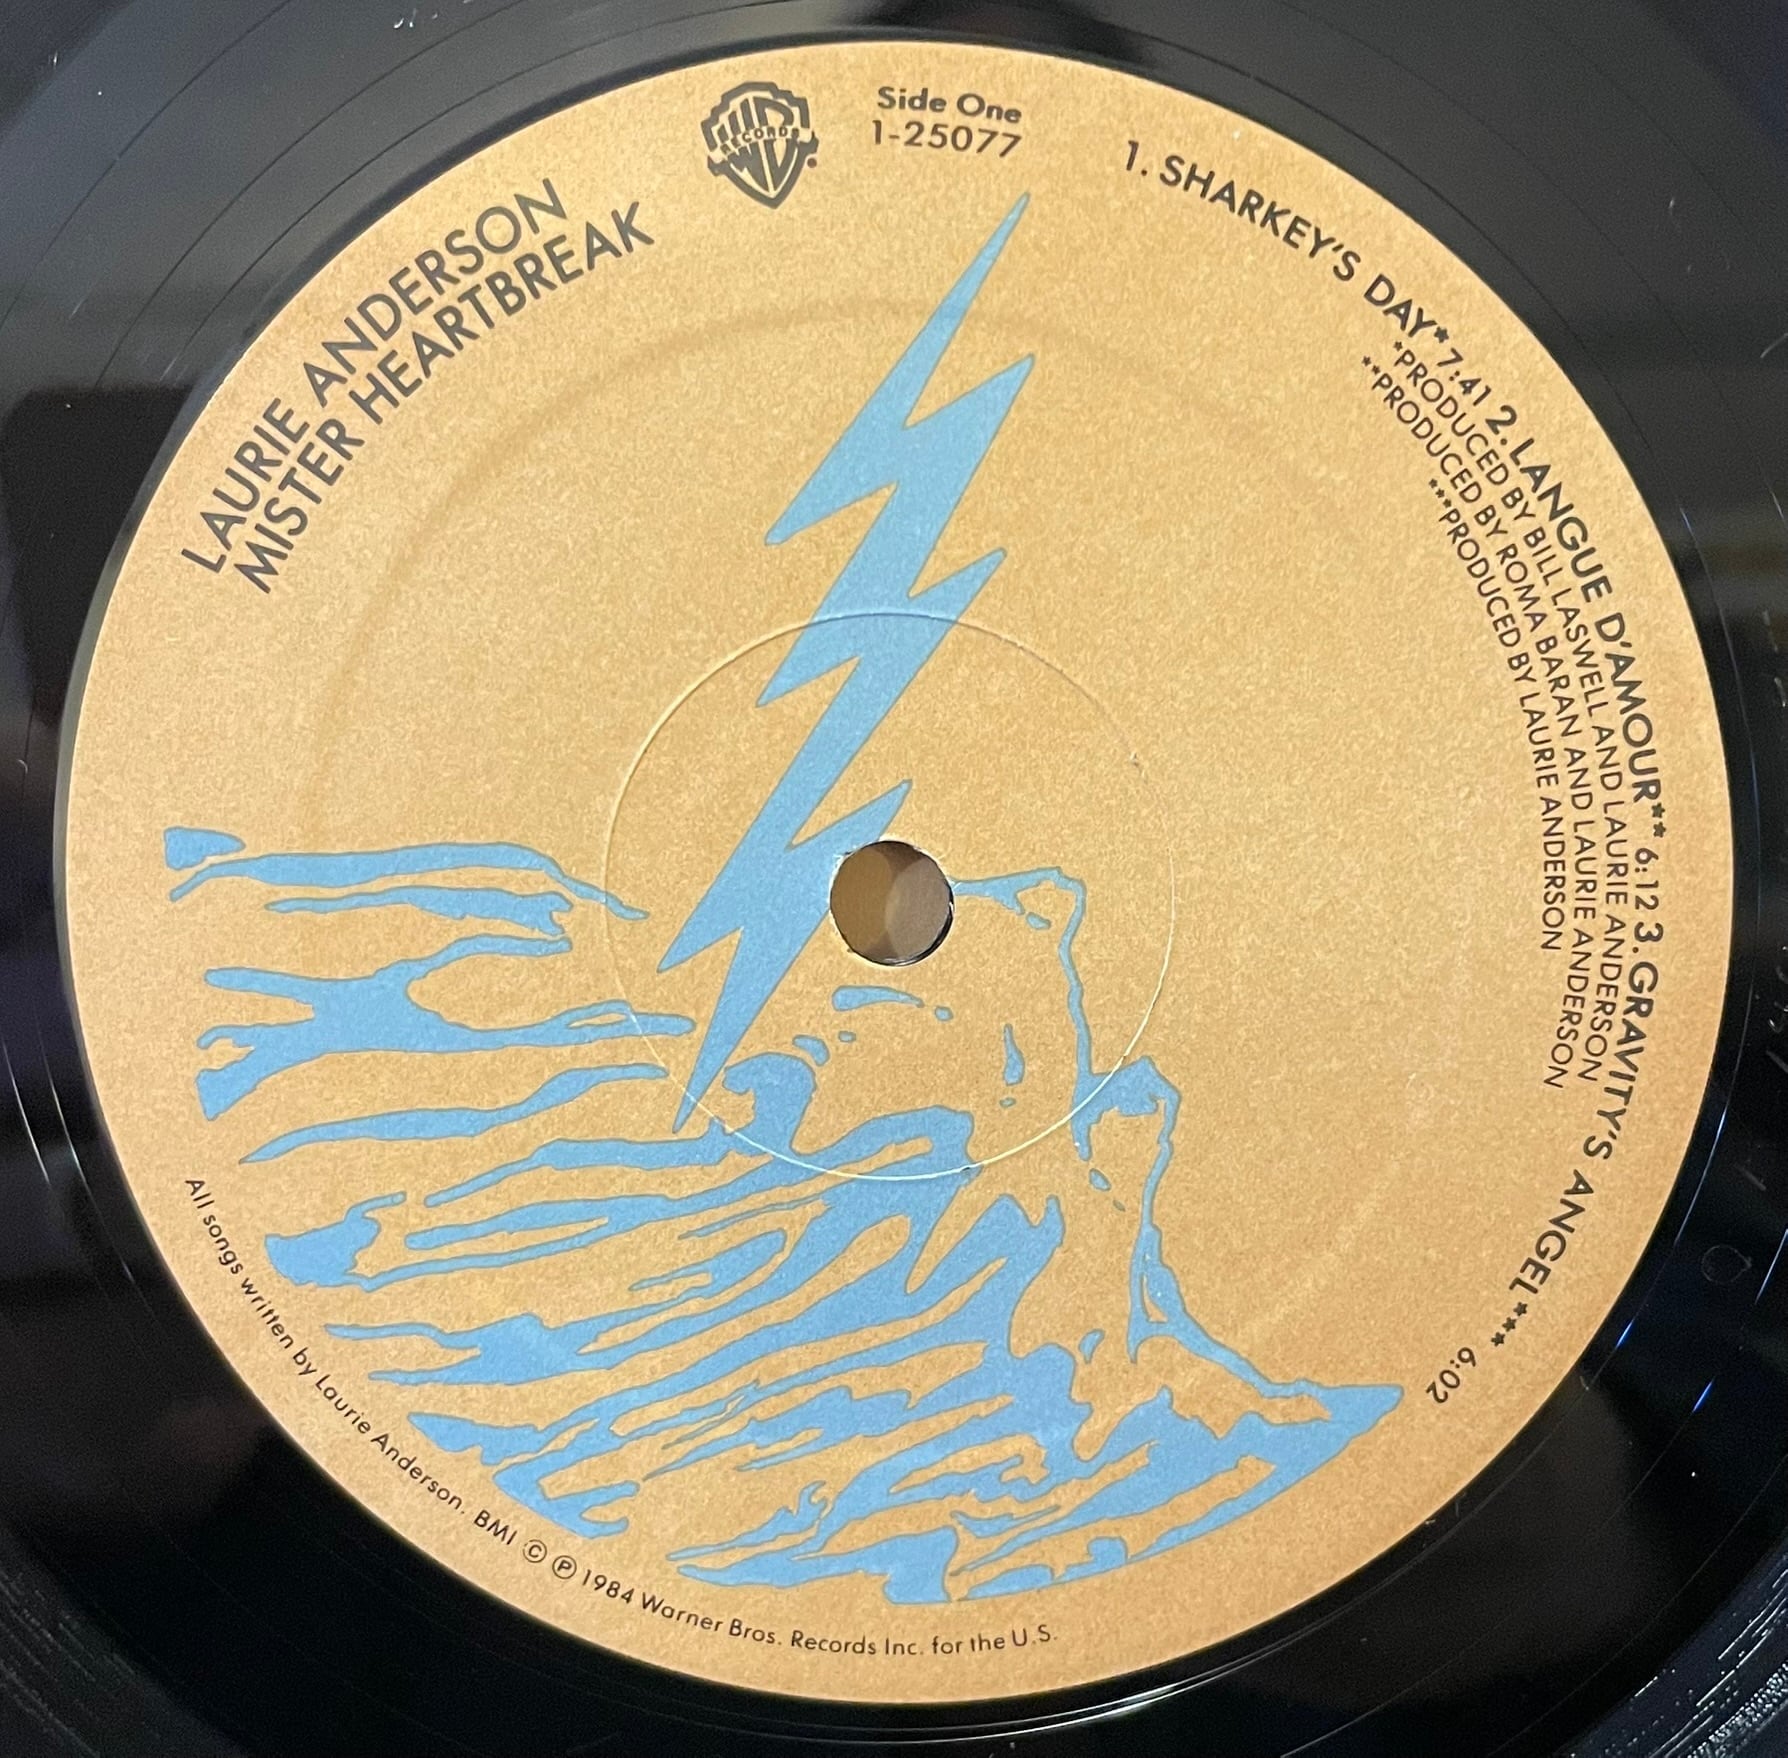 RECORDS
Side One
1-25077
LAURIE ANDERSON
MISTER HEARTBREAK
1. SHARKEY'S DAY* 7:41 2. LANGUE D'AMOUR** 6:12 3. GRAVITY'S ANGEL*** 6:02
*PRODUCED BY BILL LASWELL AND LAURIE ANDERSON
**PRODUCED BY ROMA BARAN AND LAURIE ANDERSON
***PRODUCED BY LAURIE ANDERSON
All songs written by Laurie Anderson. BMI © ℗ 1984 Warner Bros. Records Inc. for the U.S.